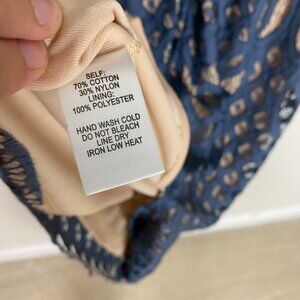 SELF:
70% COTTON
30% NYLON
LINING:
100% POLYESTER
HAND WASH COLD
DO NOT BLEACH
LINE DRY
IRON LOW HEAT